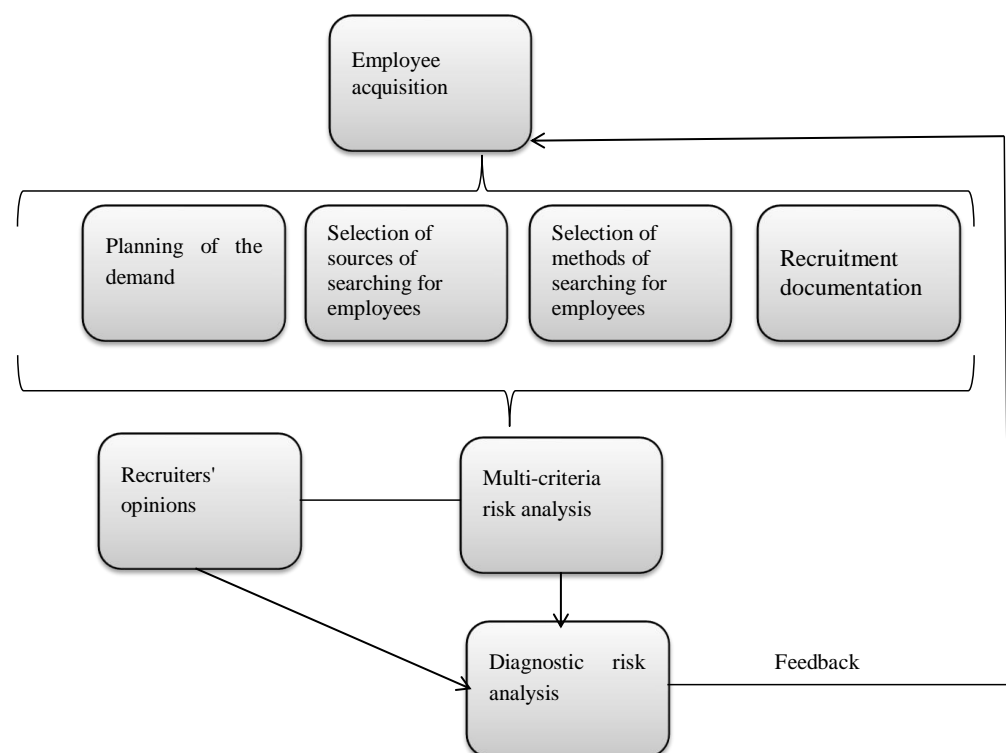 Employee
acquisition
Planning of the
demand
Selection of
sources of
searching for
employees
Selection of
methods of
searching for
employees
Recruitment
documentation
Recruiters'
opinions
Multi-criteria
risk analysis
Diagnostic risk
analysis
Feedback